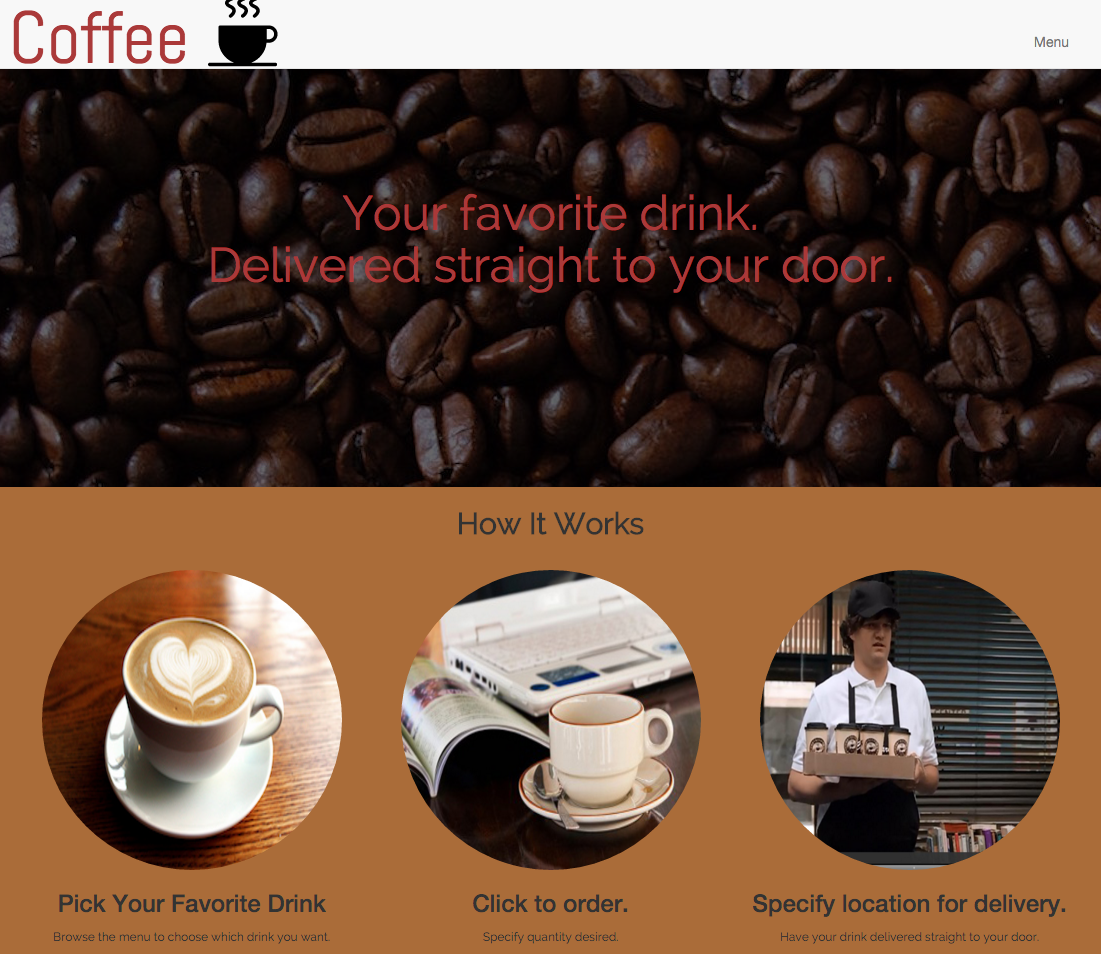 Coffee
Menu
Your favorite drink.
Delivered straight to your door.
How It Works
Pick Your Favorite Drink
Click to order.
Specify location for delivery.
Browse the menu to choose which drink you want.
Specify quantity desired.
Have your drink delivered straight to your door.